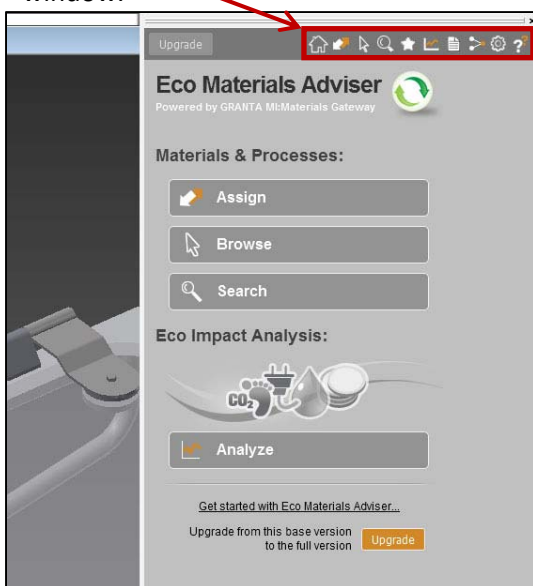 window
Upgrade
Eco Materials Adviser
Powered by GRANTA MI:Materials Gateway
Materials & Processes:
Assign
Browse
Search
Eco Impact Analysis:
CO2
Analyze
Get started with Eco Materials Adviser...
Upgrade from this base version
to the full version
Upgrade